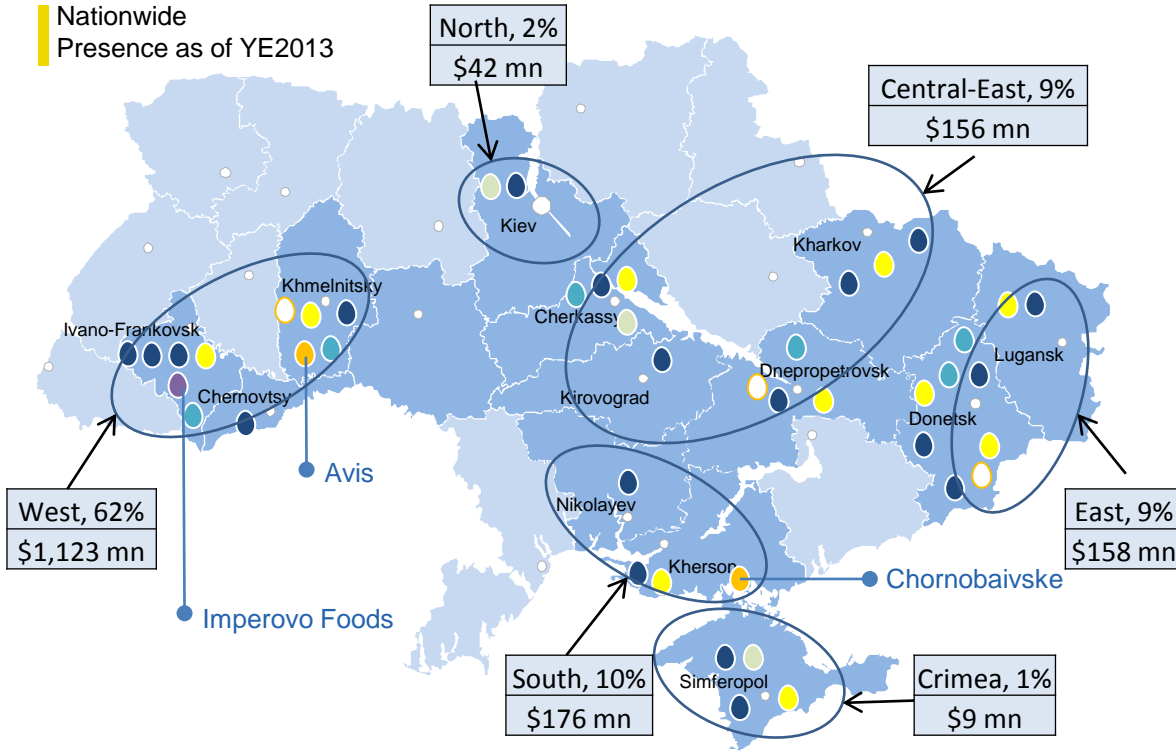 Nationwide
Presence as of YE2013
North, 2%
$42 mn
Central-East, 9%
$156 mn
Kiev
Kharkov
Khmelnitsky
Cherkassy
Ivano-Frankovsk
Lugansk
Dnepropetrovsk
Chernovtsy
Kirovograd
Donetsk
Avis
West, 62%
$1,123 mn
Nikolayev
East, 9%
$158 mn
Kherson
Chornobaivske
Imperovo Foods
South, 10%
$176 mn
Simferopol
Crimea, 1%
$9 mn